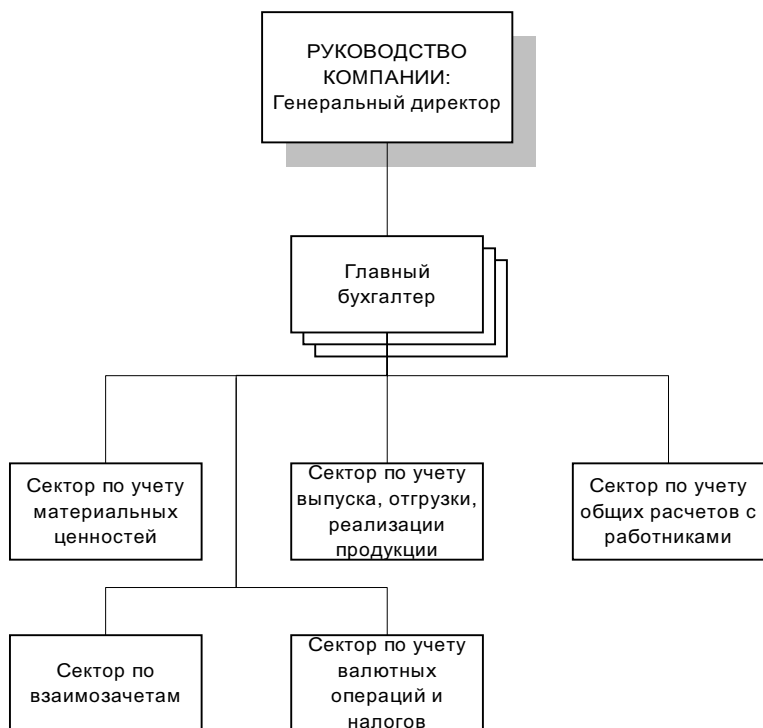 РУКОВОДСТВО
КОМПАНИИ:
Генеральный директор
Главный
бухгалтер
Сектор по учету
материальных
ценностей
Сектор по учету
выпуска, отгрузки,
реализации
продукции
Сектор по учету
общих расчетов с
работниками
Сектор по
взаимозачетам
Сектор по учету
валютных
операций и
налогов